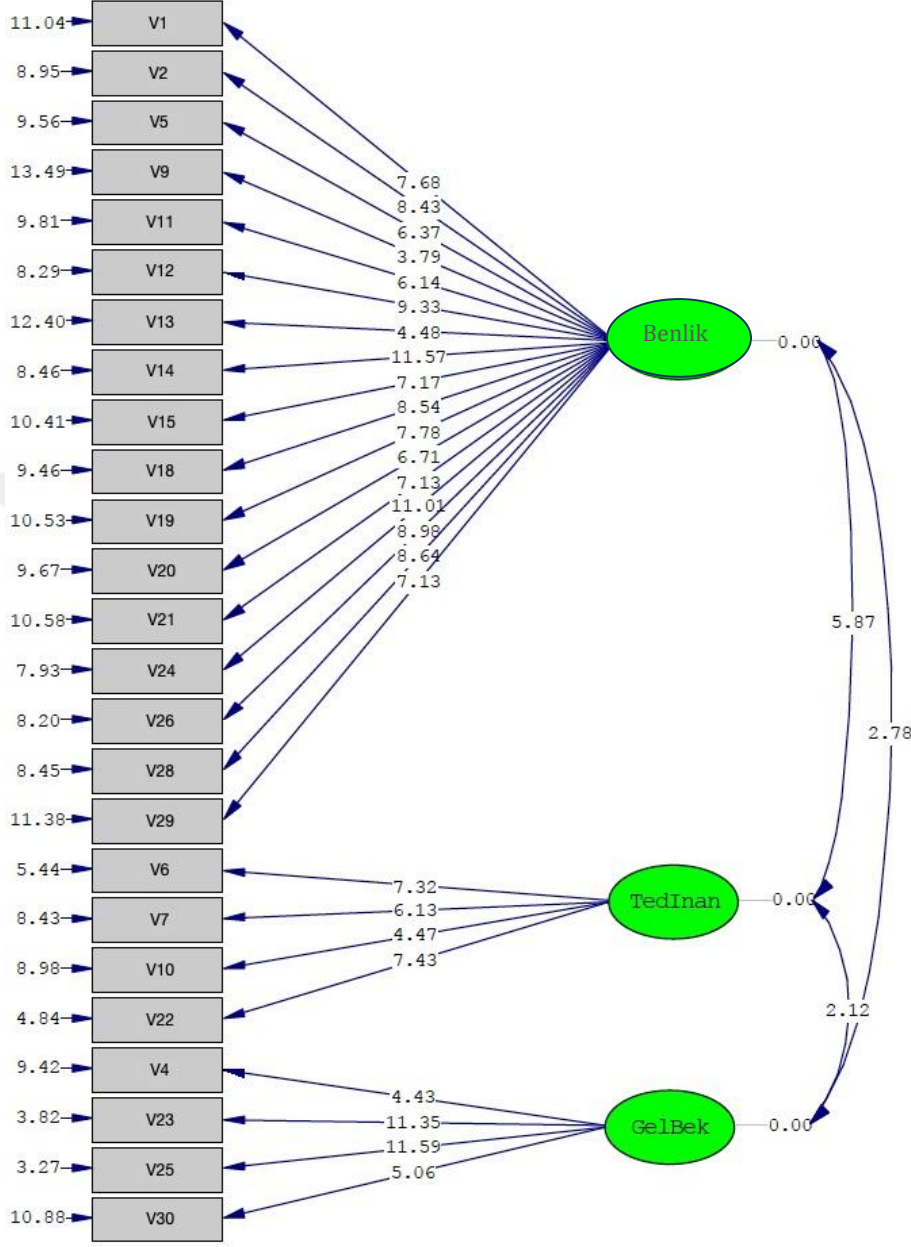 11.04 V1
8.95 V2
9.56 V5
13.49 V9
7.68
9.81 V11
8.43
6.37
3.79
8.29 V12
6.14
9.33
12.40 V13
4.48
Benlik 0.00
8.46 V14
11.57
7.17
10.41 V15
8.54
7.78
9.46 V18
6.71
7.13
10.53 V19
11.01
8.98
9.67 V20
8.64
7.13
10.58 V21
5.87
7.93 V24
8.20 V26
2.78
8.45 V28
11.38 V29
5.44 V6
7.32
TedInan 0.00
8.43 V7
6.13
4.47
8.98 V10
7.43
4.84 V22
2.12
9.42 V4
4.43
3.82 V23
11.35
GelBek 0.00
11.59
3.27 V25
5.06
10.88 V30